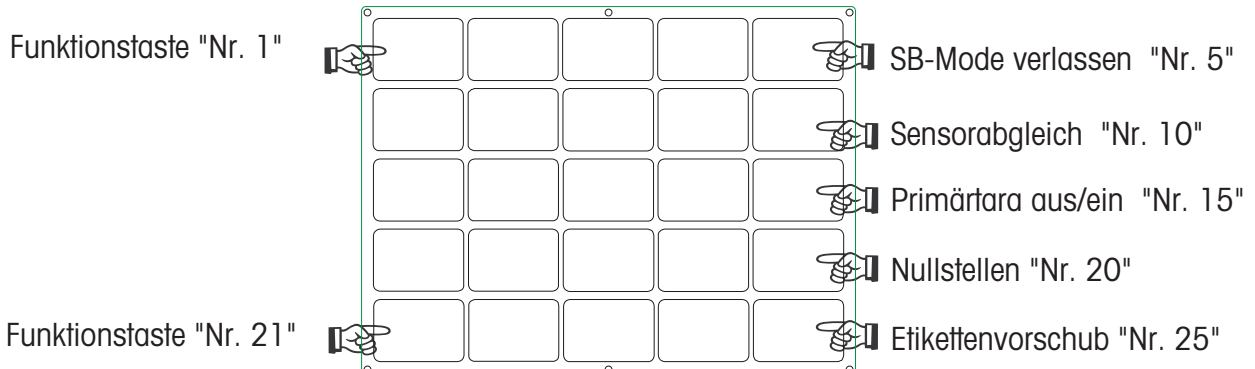 Funktionstaste "Nr. 1"
SB-Mode verlassen "Nr. 5"
Sensorabgleich "Nr. 10"
Primärtara aus/ein "Nr. 15"
Nullstellen "Nr. 20"
Funktionstaste "Nr. 21"
Etikettenvorschub "Nr. 25"